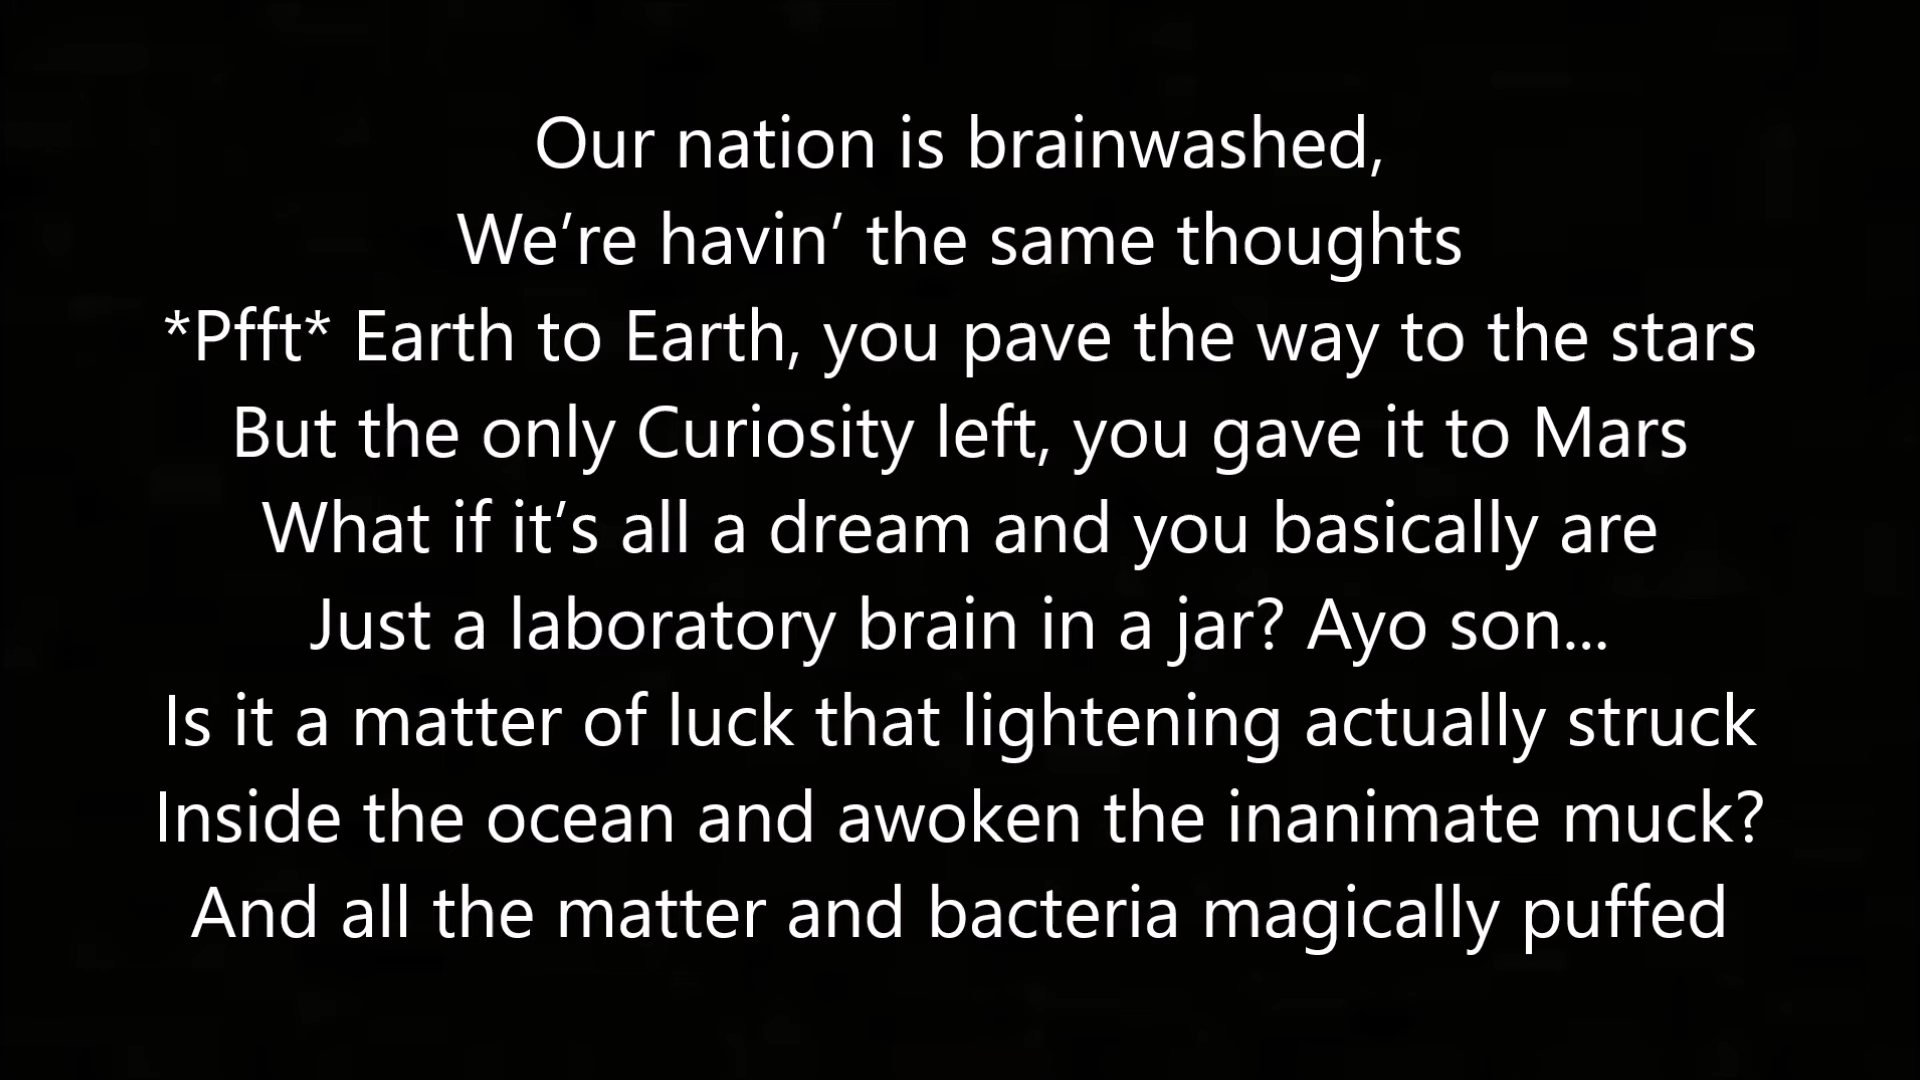 Our nation is brainwashed,
We’re havin’ the same thoughts
*Pfft* Earth to Earth, you pave the way to the stars
But the only Curiosity left, you gave it to Mars
What if it’s all a dream and you basically are
Just a laboratory brain in a jar? Ayo son...
Is it a matter of luck that lightening actually struck
Inside the ocean and awoken the inanimate muck?
And all the matter and bacteria magically puffed